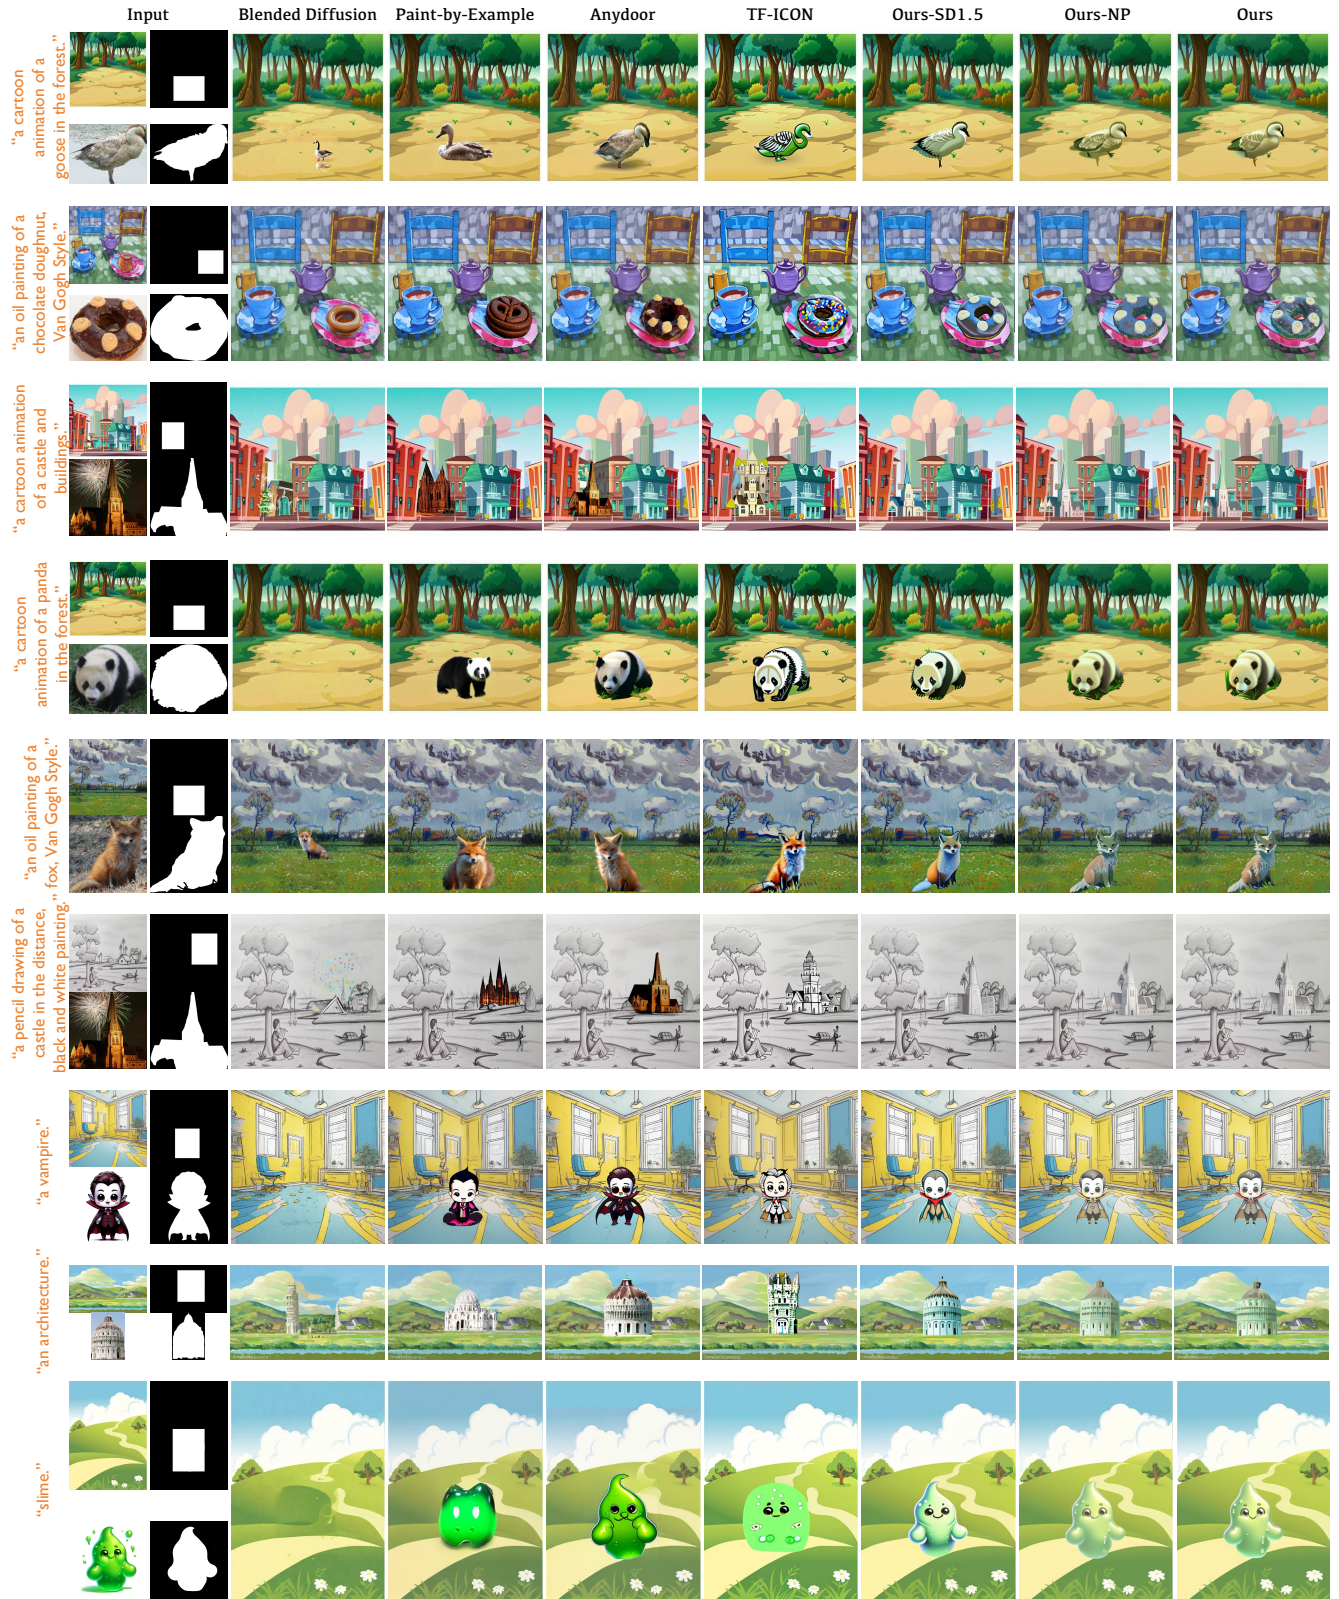 Input Blended Diffusion Paint-by-Example Anydoor TF-ICON Ours-SD1.5 Ours-NP Ours
“a cartoon
animation of a
goose in the forest.”
“an oil painting of a
chocolate doughnut,
Van Gogh Style.”
“a cartoon animation
of a castle and
buildings.”
“a cartoon
animation of a panda
in the forest.”
“an oil painting of a
fox, Van Gogh Style.”
“a pencil drawing of a
castle in the distance,
black and white painting.”
“a vampire.”
“an architecture.”
“slime.”